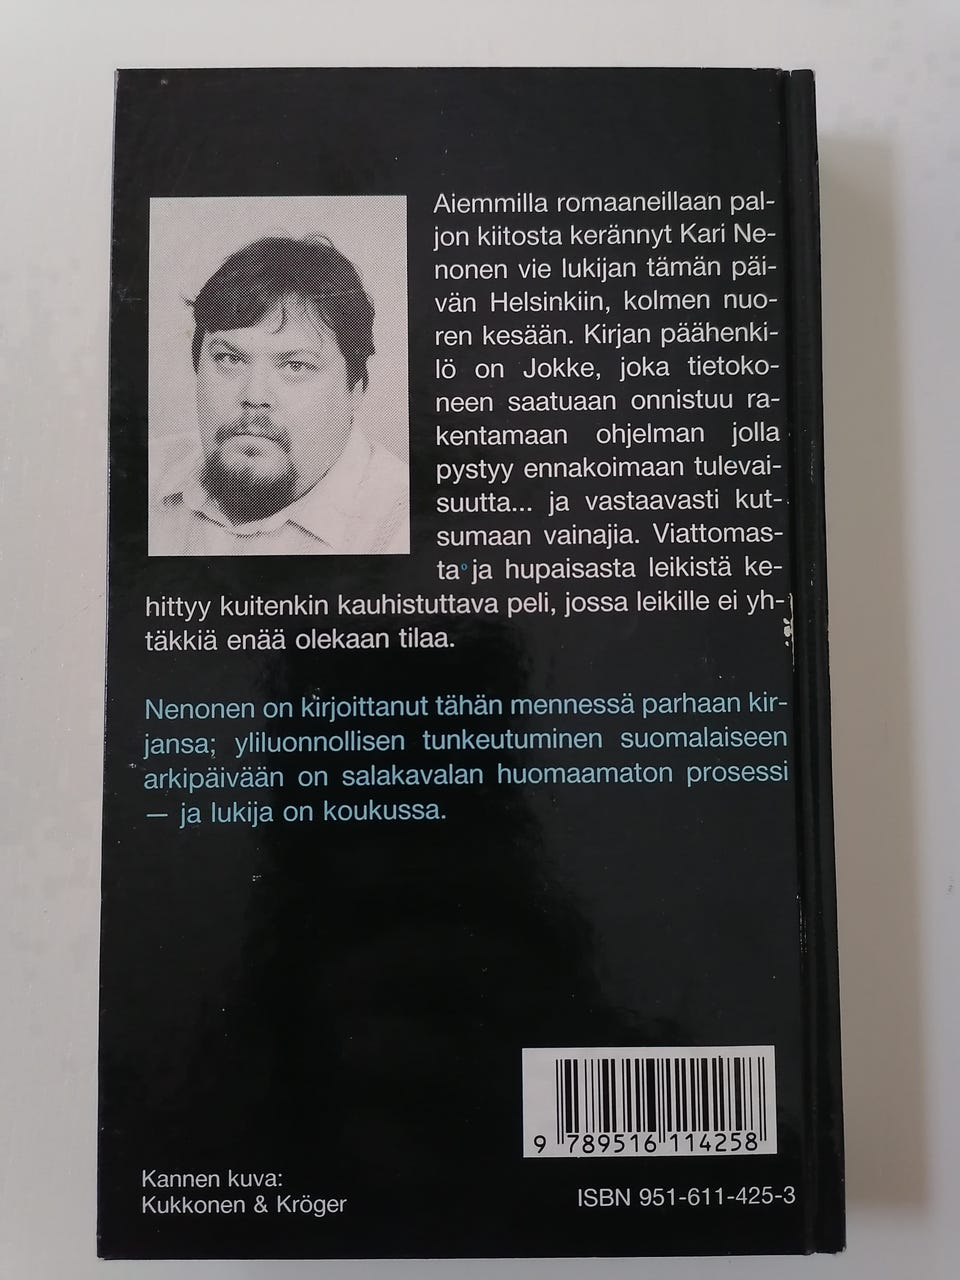 Aiemmilla romaaneillaan pal-
jon kiitosta kerännyt Kari Ne-
nonen vie lukijan tämän päi-
vän Helsinkiin, kolmen nuo-
ren kesään. Kirjan päähenki-
lö on Jokke, joka tietoko-
neen saatuaan onnistuu ra-
kentamaan ohjelman jolla
pystyy ennakoimaan tulevai-
suutta... ja vastaavasti kut-
sumaan vainajia. Viattomas-
ta ja hupaisasta leikistä ke-
hittyy kuitenkin kauhistuttava peli, jossa leikille ei yh-
täkkiä enää olekaan tilaa.
Nenonen on kirjoittanut tähän mennessä parhaan kir-
jansa; yliluonnollisen tunkeutuminen suomalaiseen
arkipäivään on salakavalan huomaamaton prosessi
— ja lukija on koukussa.
9 789516 114258
Kannen kuva:
Kukkonen & Kröger
ISBN 951-611-425-3